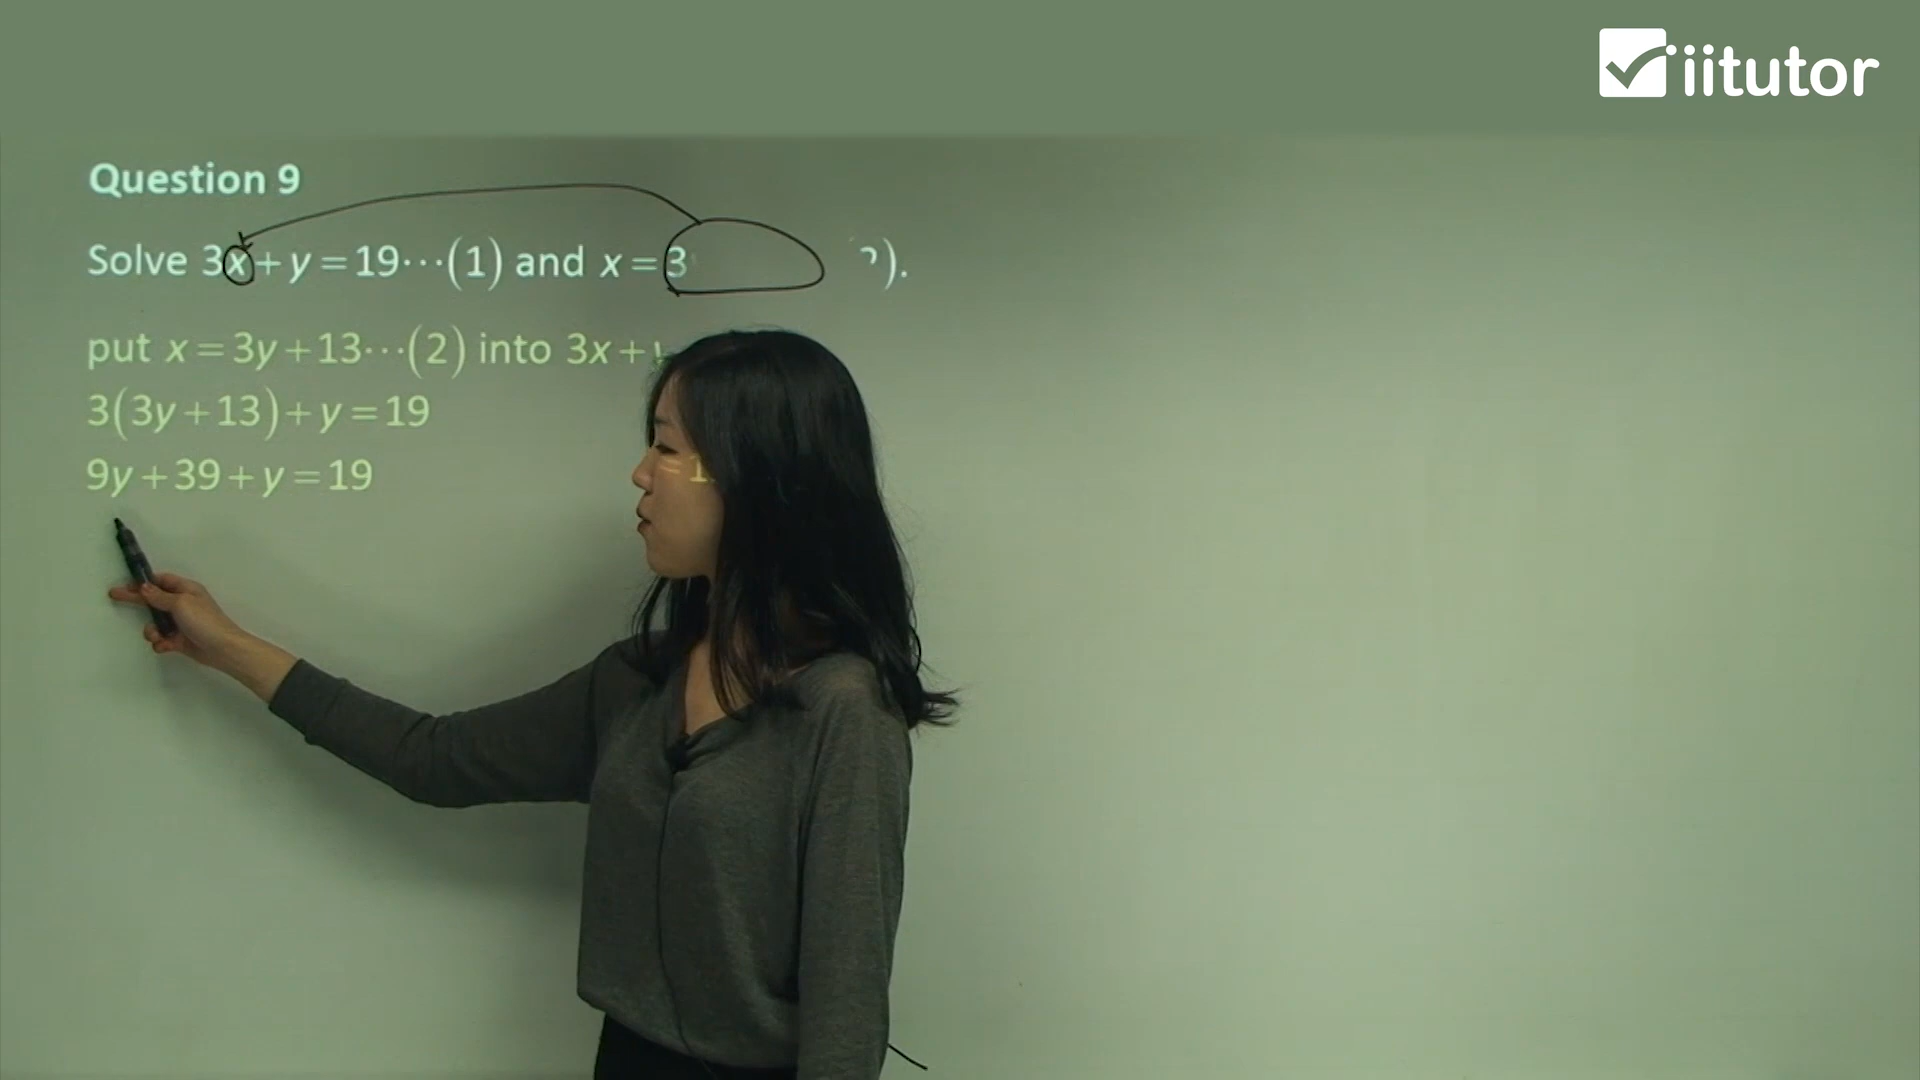 iitutor
Question 9
Solve 3x+y=19⋯(1) and x=3 ).
put x=3y+13⋯(2) into 3x+
3(3y+13)+y=19
9y+39+y=19
=1